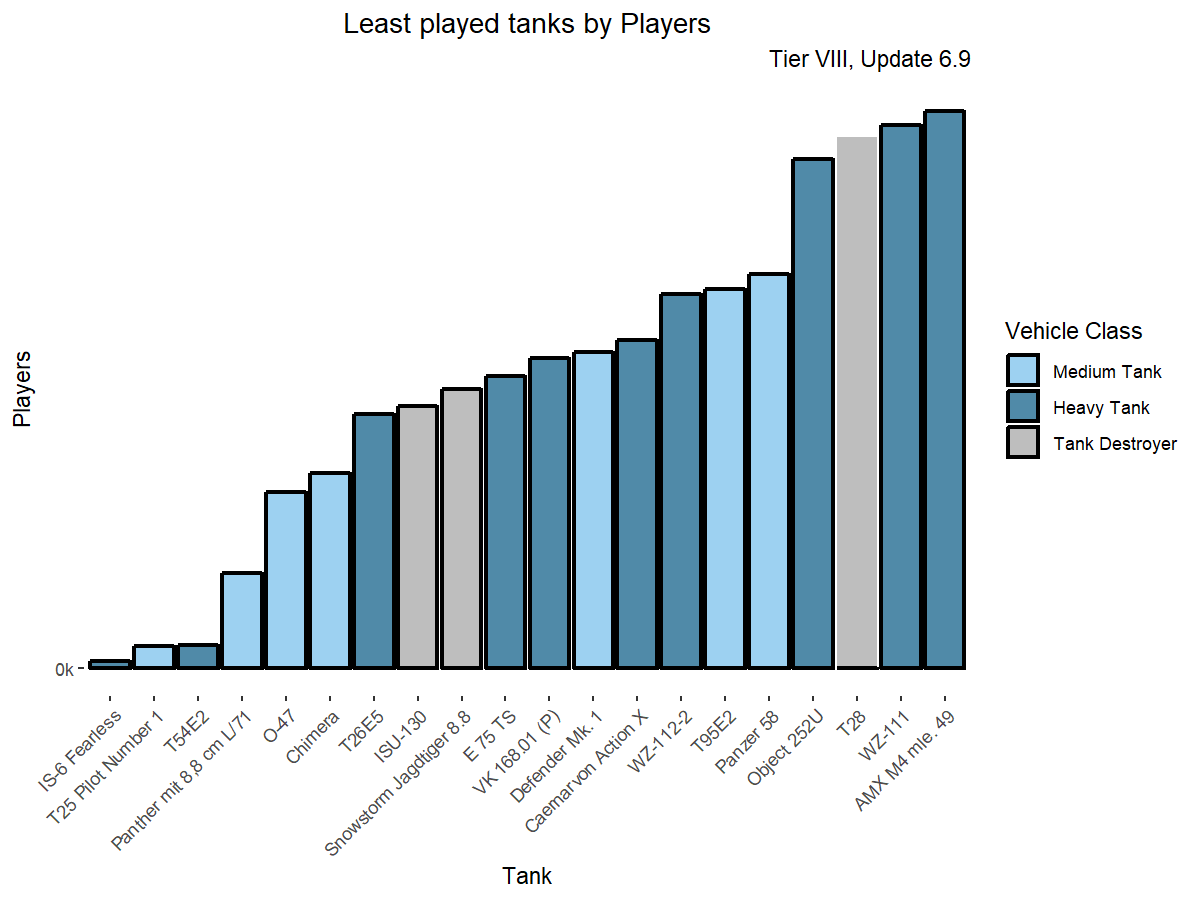 Least played tanks by Players
Tier VIII, Update 6.9
Players
0k
IS-6 Fearless
T25 Pilot Number 1
T54E2
Panther mit 8,8 cm L/71
O-47
Chimera
T26E5
ISU-130
Snowstorm Jagdtiger 8.8
E 75 TS
VK 168.01 (P)
Defender Mk. 1
Caernarvon Action X
WZ-112-2
T95E2
Panzer 58
Object 252U
T28
WZ-111
AMX M4 mle. 49
Tank
Vehicle Class
Medium Tank
Heavy Tank
Tank Destroyer